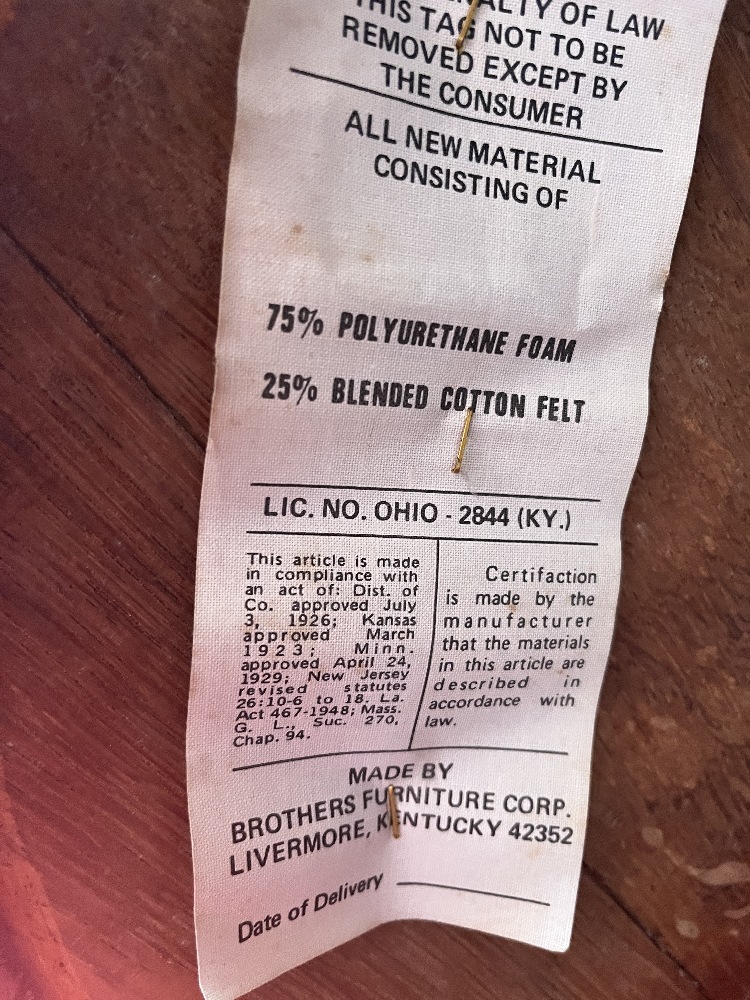 ALTY OF LAW
THIS TAG NOT TO BE
REMOVED EXCEPT BY
THE CONSUMER
ALL NEW MATERIAL
CONSISTING OF
75% POLYURETHANE FOAM
25% BLENDED COTTON FELT
LIC. NO. OHIO - 2844 (KY.)
This article is made
in compliance with
an act of: Dist. of
Co. approved July
3, 1926; Kansas
approved March
1923; Minn.
approved April 24,
1929; New Jersey
revised statutes
26:10-6 to 18. La.
Act 467-1948; Mass.
G. L., Suc. 270,
Chap. 94.
Certifaction
is made by the
manufacturer
that the materials
in this article are
described in
accordance with
law.
MADE BY
BROTHERS FURNITURE CORP.
LIVERMORE, KENTUCKY 42352
Date of Delivery